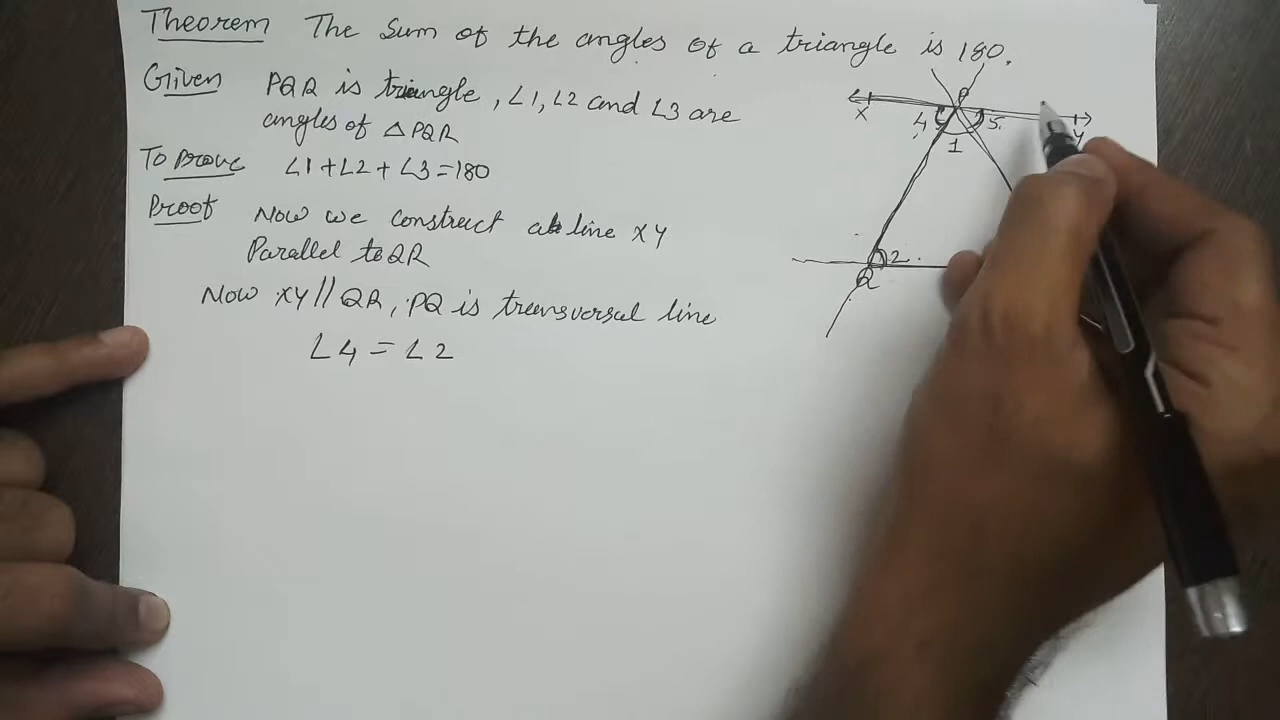 Theorem The Sum of the angles of a triangle is 180.
Given PQR is triangle, ∠1, ∠2 and ∠3 are
angles of △PQR
To prove ∠1+∠2+∠3=180
Proof Now we construct a line XY
Parallel to QR
Now XY//QR, PQ is transversal line
∠4=∠2
P
X
4
5
Y
1
2
Q